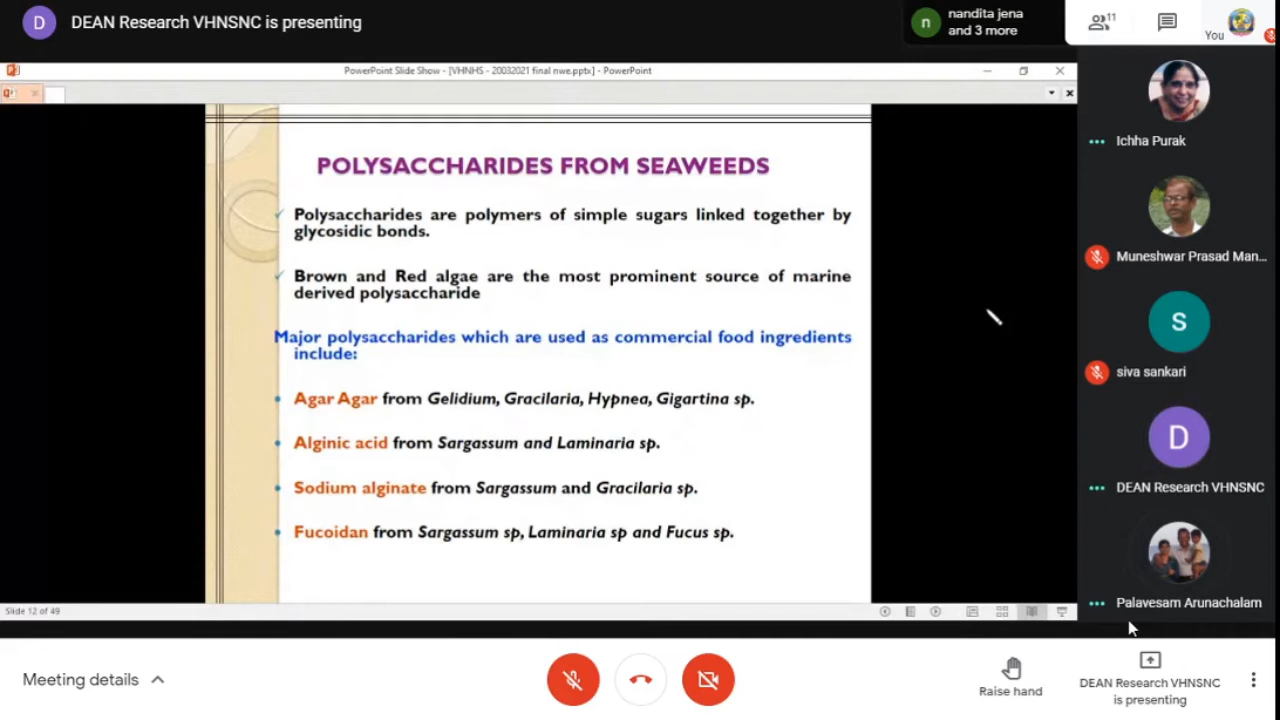 D DEAN Research VHNSNC is presenting
n nandita jena
and 3 more
11
You
PowerPoint Slide Show - [VHNHS - 20032021 final nwe.pptx] - PowerPoint
POLYSACCHARIDES FROM SEAWEEDS
Polysaccharides are polymers of simple sugars linked together by
glycosidic bonds.
Brown and Red algae are the most prominent source of marine
derived polysaccharide
Major polysaccharides which are used as commercial food ingredients
include:
Agar Agar from Gelidium, Gracilaria, Hypnea, Gigartina sp.
Alginic acid from Sargassum and Laminaria sp.
Sodium alginate from Sargassum and Gracilaria sp.
Fucoidan from Sargassum sp, Laminaria sp and Fucus sp.
Slide 12 of 49
Ichha Purak
Muneshwar Prasad Man...
S
siva sankari
D
DEAN Research VHNSNC
Palavesam Arunachalam
Meeting details
Raise hand
DEAN Research VHNSNC
is presenting